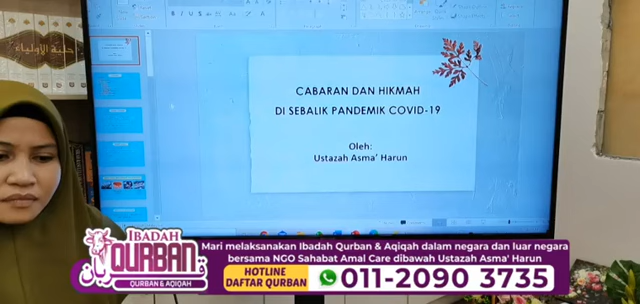 حلية الأولياء
CABARAN DAN HIKMAH
DI SEBALIK PANDEMIK COVID-19
Oleh:
Ustazah Asma' Harun
IBADAH
QURBAN
QURBAN & AQIQAH
Mari melaksanakan Ibadah Qurban & Aqiqah dalam negara dan luar negara
bersama NGO Sahabat Amal Care dibawah Ustazah Asma' Harun
HOTLINE
DAFTAR QURBAN
011-2090 3735